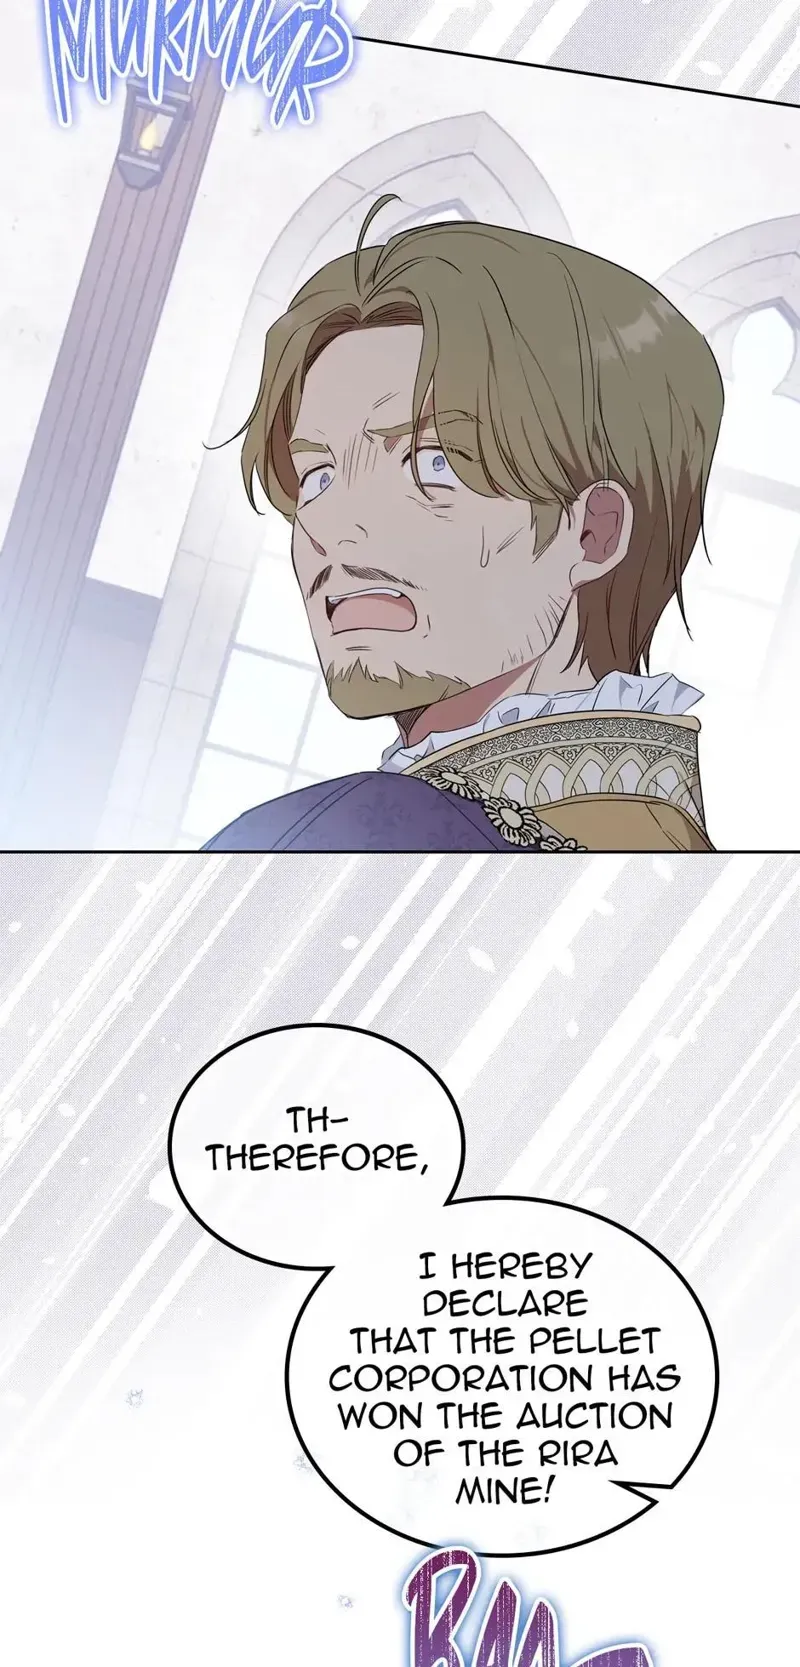 MURMUR
TH-
THEREFORE,
I HEREBY
DECLARE
THAT THE PELLET
CORPORATION HAS
WON THE AUCTION
OF THE RIRA
MINE!